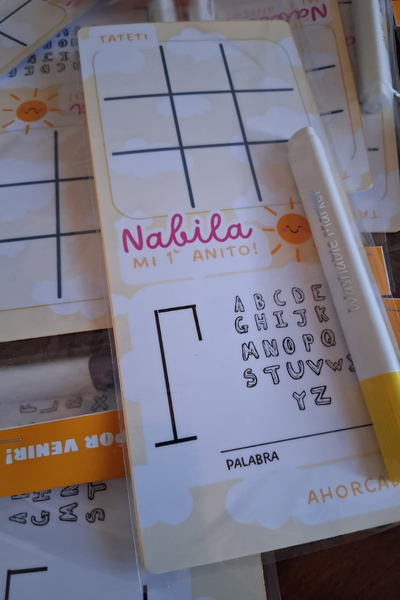 TATETI
Nabila
MI 1° AÑITO!
A B C D E
G H I J K
M N O P Q
S T U V W
Y Z
PALABRA
AHORCA
Washable Marker
POR VENIR!